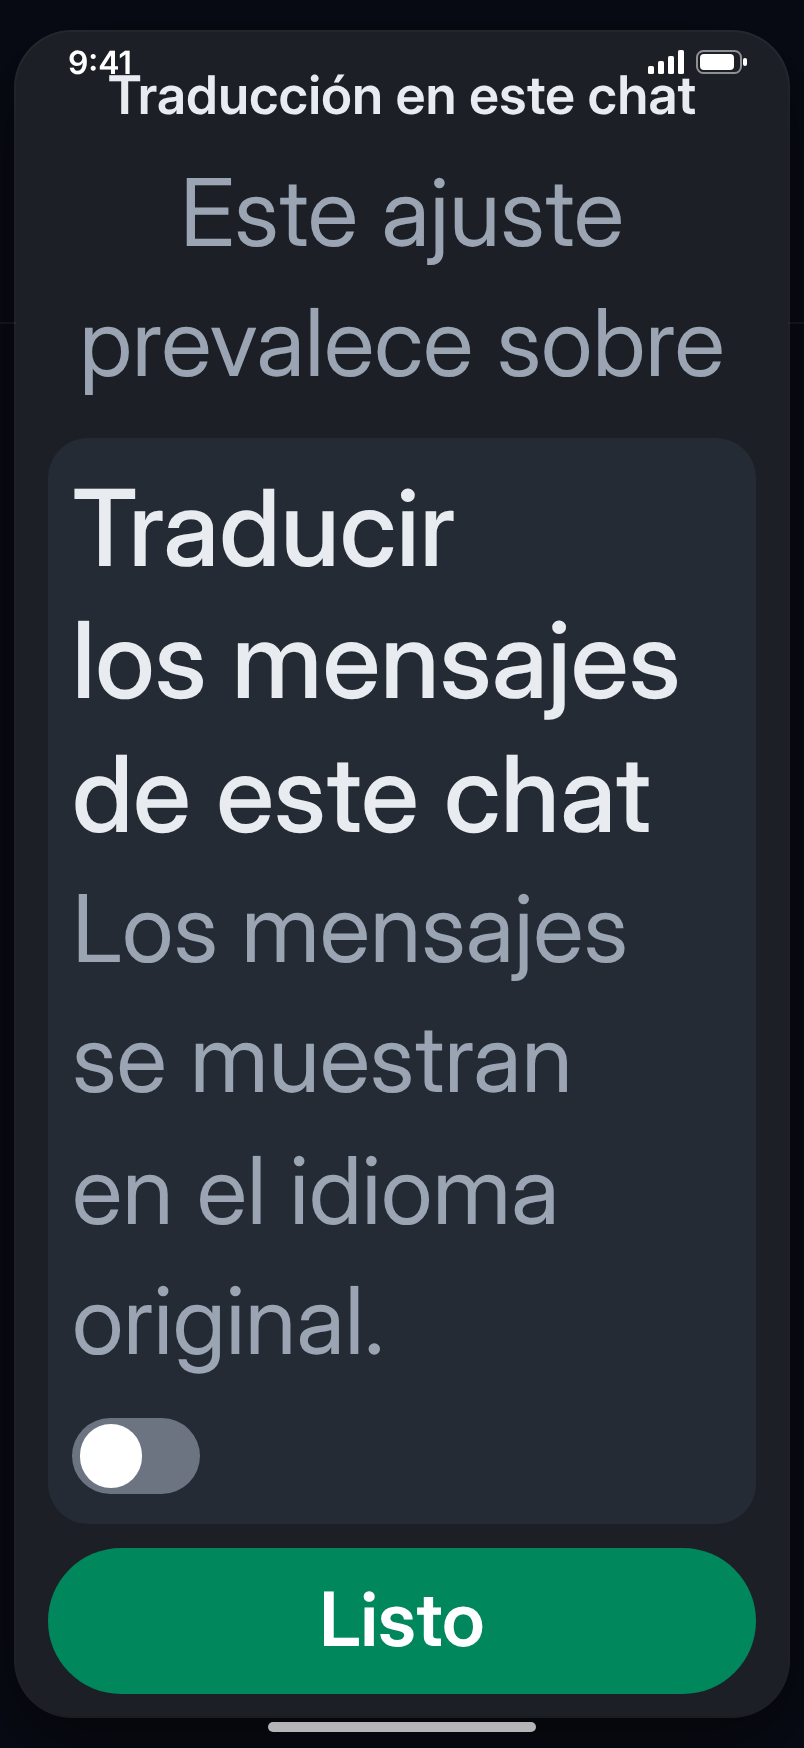 9:41
Traducción en este chat
Este ajuste
prevalece sobre
Traducir
los mensajes
de este chat
Los mensajes
se muestran
en el idioma
original.
Listo